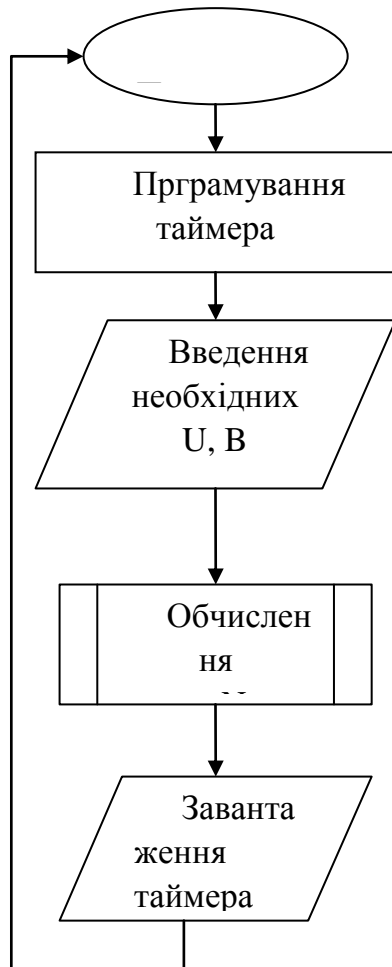 Прграмування
таймера
Введення
необхідних
U, B
Обчислен
ня
Заванта
ження
таймера